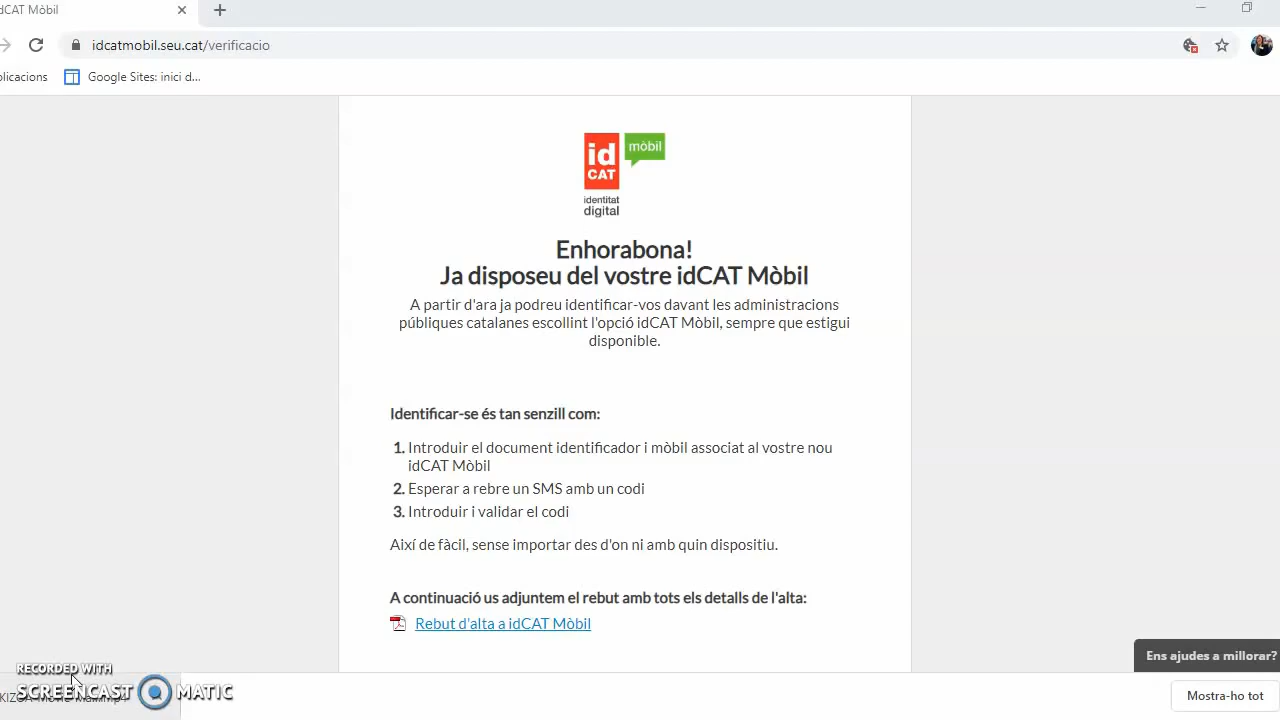 dCAT Mòbil
idcatmobil.seu.cat/verificacio
licacions
Google Sites: inici d...
id
CAT
mòbil
identitat
digital
Enhorabona!
Ja disposeu del vostre idCAT Mòbil
A partir d'ara ja podreu identificar-vos davant les administracions
públiques catalanes escollint l'opció idCAT Mòbil, sempre que estigui
disponible.
Identificar-se és tan senzill com:
1. Introduir el document identificador i mòbil associat al vostre nou
idCAT Mòbil
2. Esperar a rebre un SMS amb un codi
3. Introduir i validar el codi
Així de fàcil, sense importar des d'on ni amb quin dispositiu.
A continuació us adjuntem el rebut amb tots els detalls de l'alta:
Rebut d'alta a idCAT Mòbil
Ens ajudes a millorar?
RECORDED WITH
SCREENCAST MATIC
Mostra-ho tot